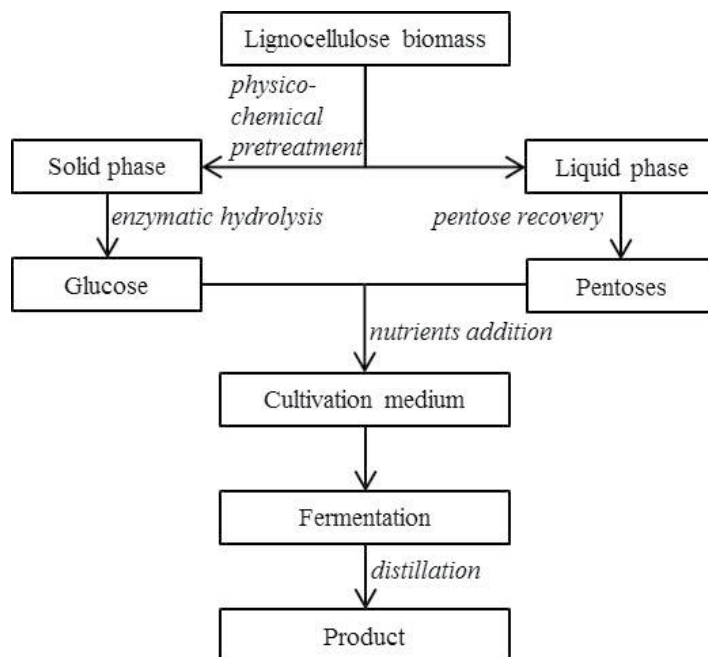 Lignocellulose biomass
physico-
chemical
pretreatment
Solid phase
Liquid phase
enzymatic hydrolysis
pentose recovery
Glucose
Pentoses
nutrients addition
Cultivation medium
Fermentation
distillation
Product